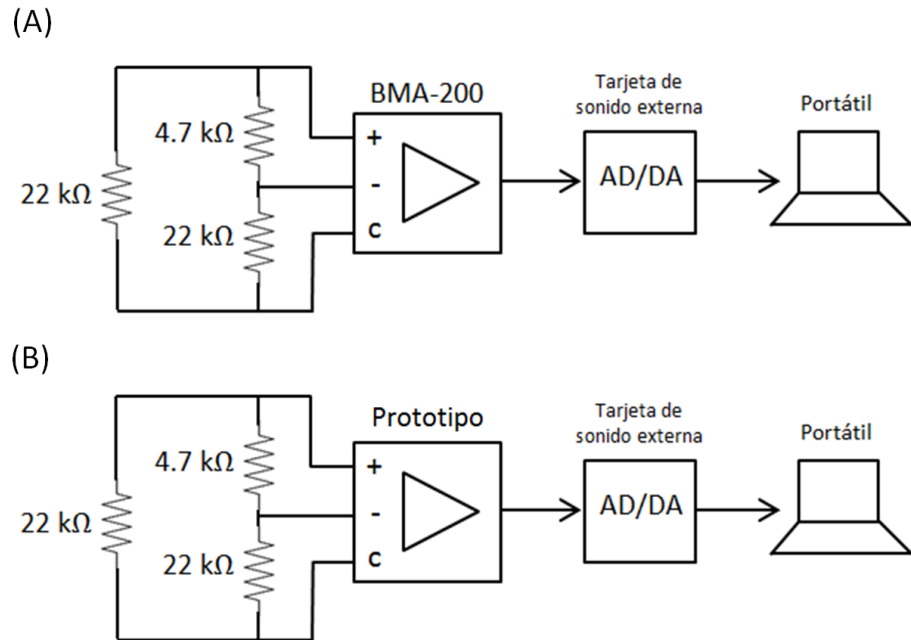 (A)
BMA-200
Tarjeta de
sonido externa
Portátil
4.7 kΩ
+
22 kΩ
-
AD/DA
22 kΩ
C
(B)
Prototipo
Tarjeta de
sonido externa
Portátil
4.7 kΩ
+
22 kΩ
-
AD/DA
22 kΩ
C